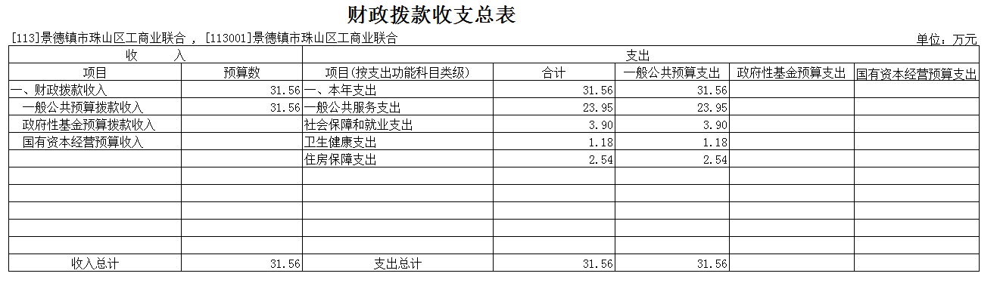 财政拨款收支总表
[113]景德镇市珠山区工商业联合 , [113001]景德镇市珠山区工商业联合 单位：万元
收 入 支出
项目 预算数 项目(按支出功能科目类级) 合计 一般公共预算支出 政府性基金预算支出 国有资本经营预算支出
一、财政拨款收入 31.56 一、本年支出 31.56 31.56
一般公共预算拨款收入 31.56 一般公共服务支出 23.95 23.95
政府性基金预算拨款收入 社会保障和就业支出 3.90 3.90
国有资本经营预算收入 卫生健康支出 1.18 1.18
住房保障支出 2.54 2.54
收入总计 31.56 支出总计 31.56 31.56